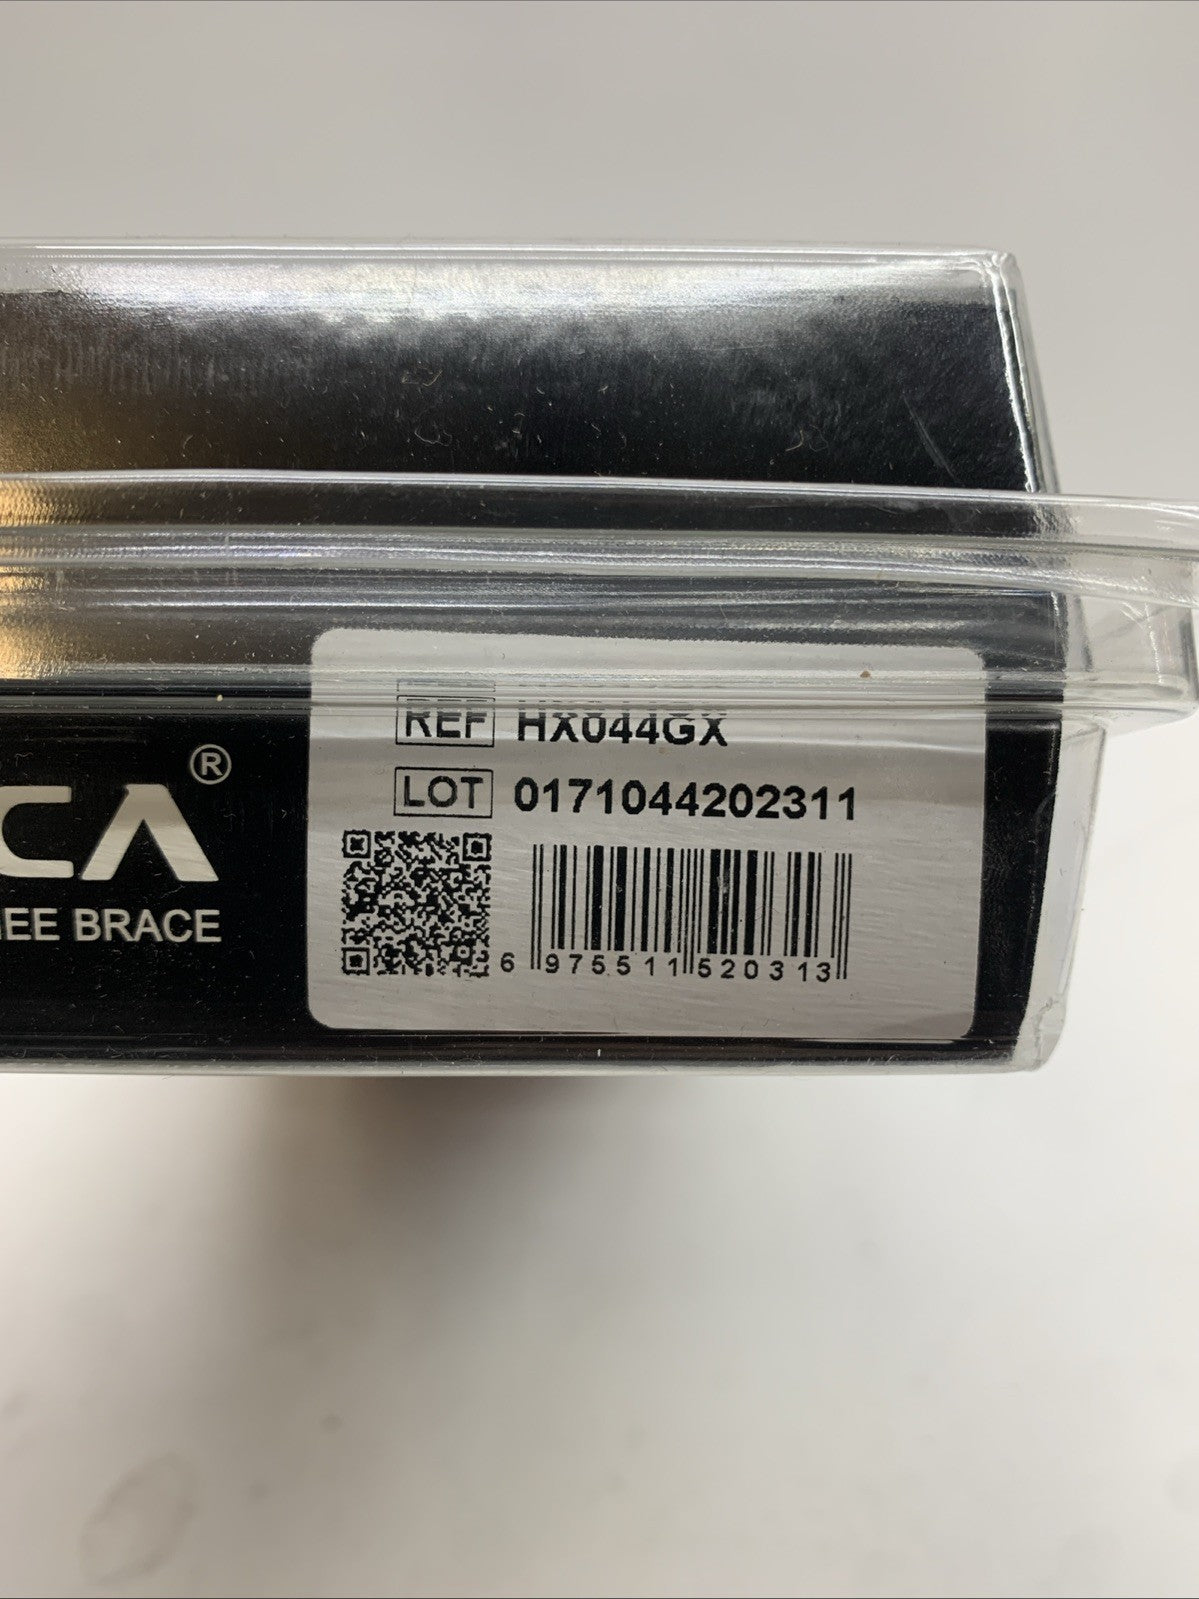 CA®
EE BRACE
REF HX044GX
LOT 0171044202311
6 975511 520313